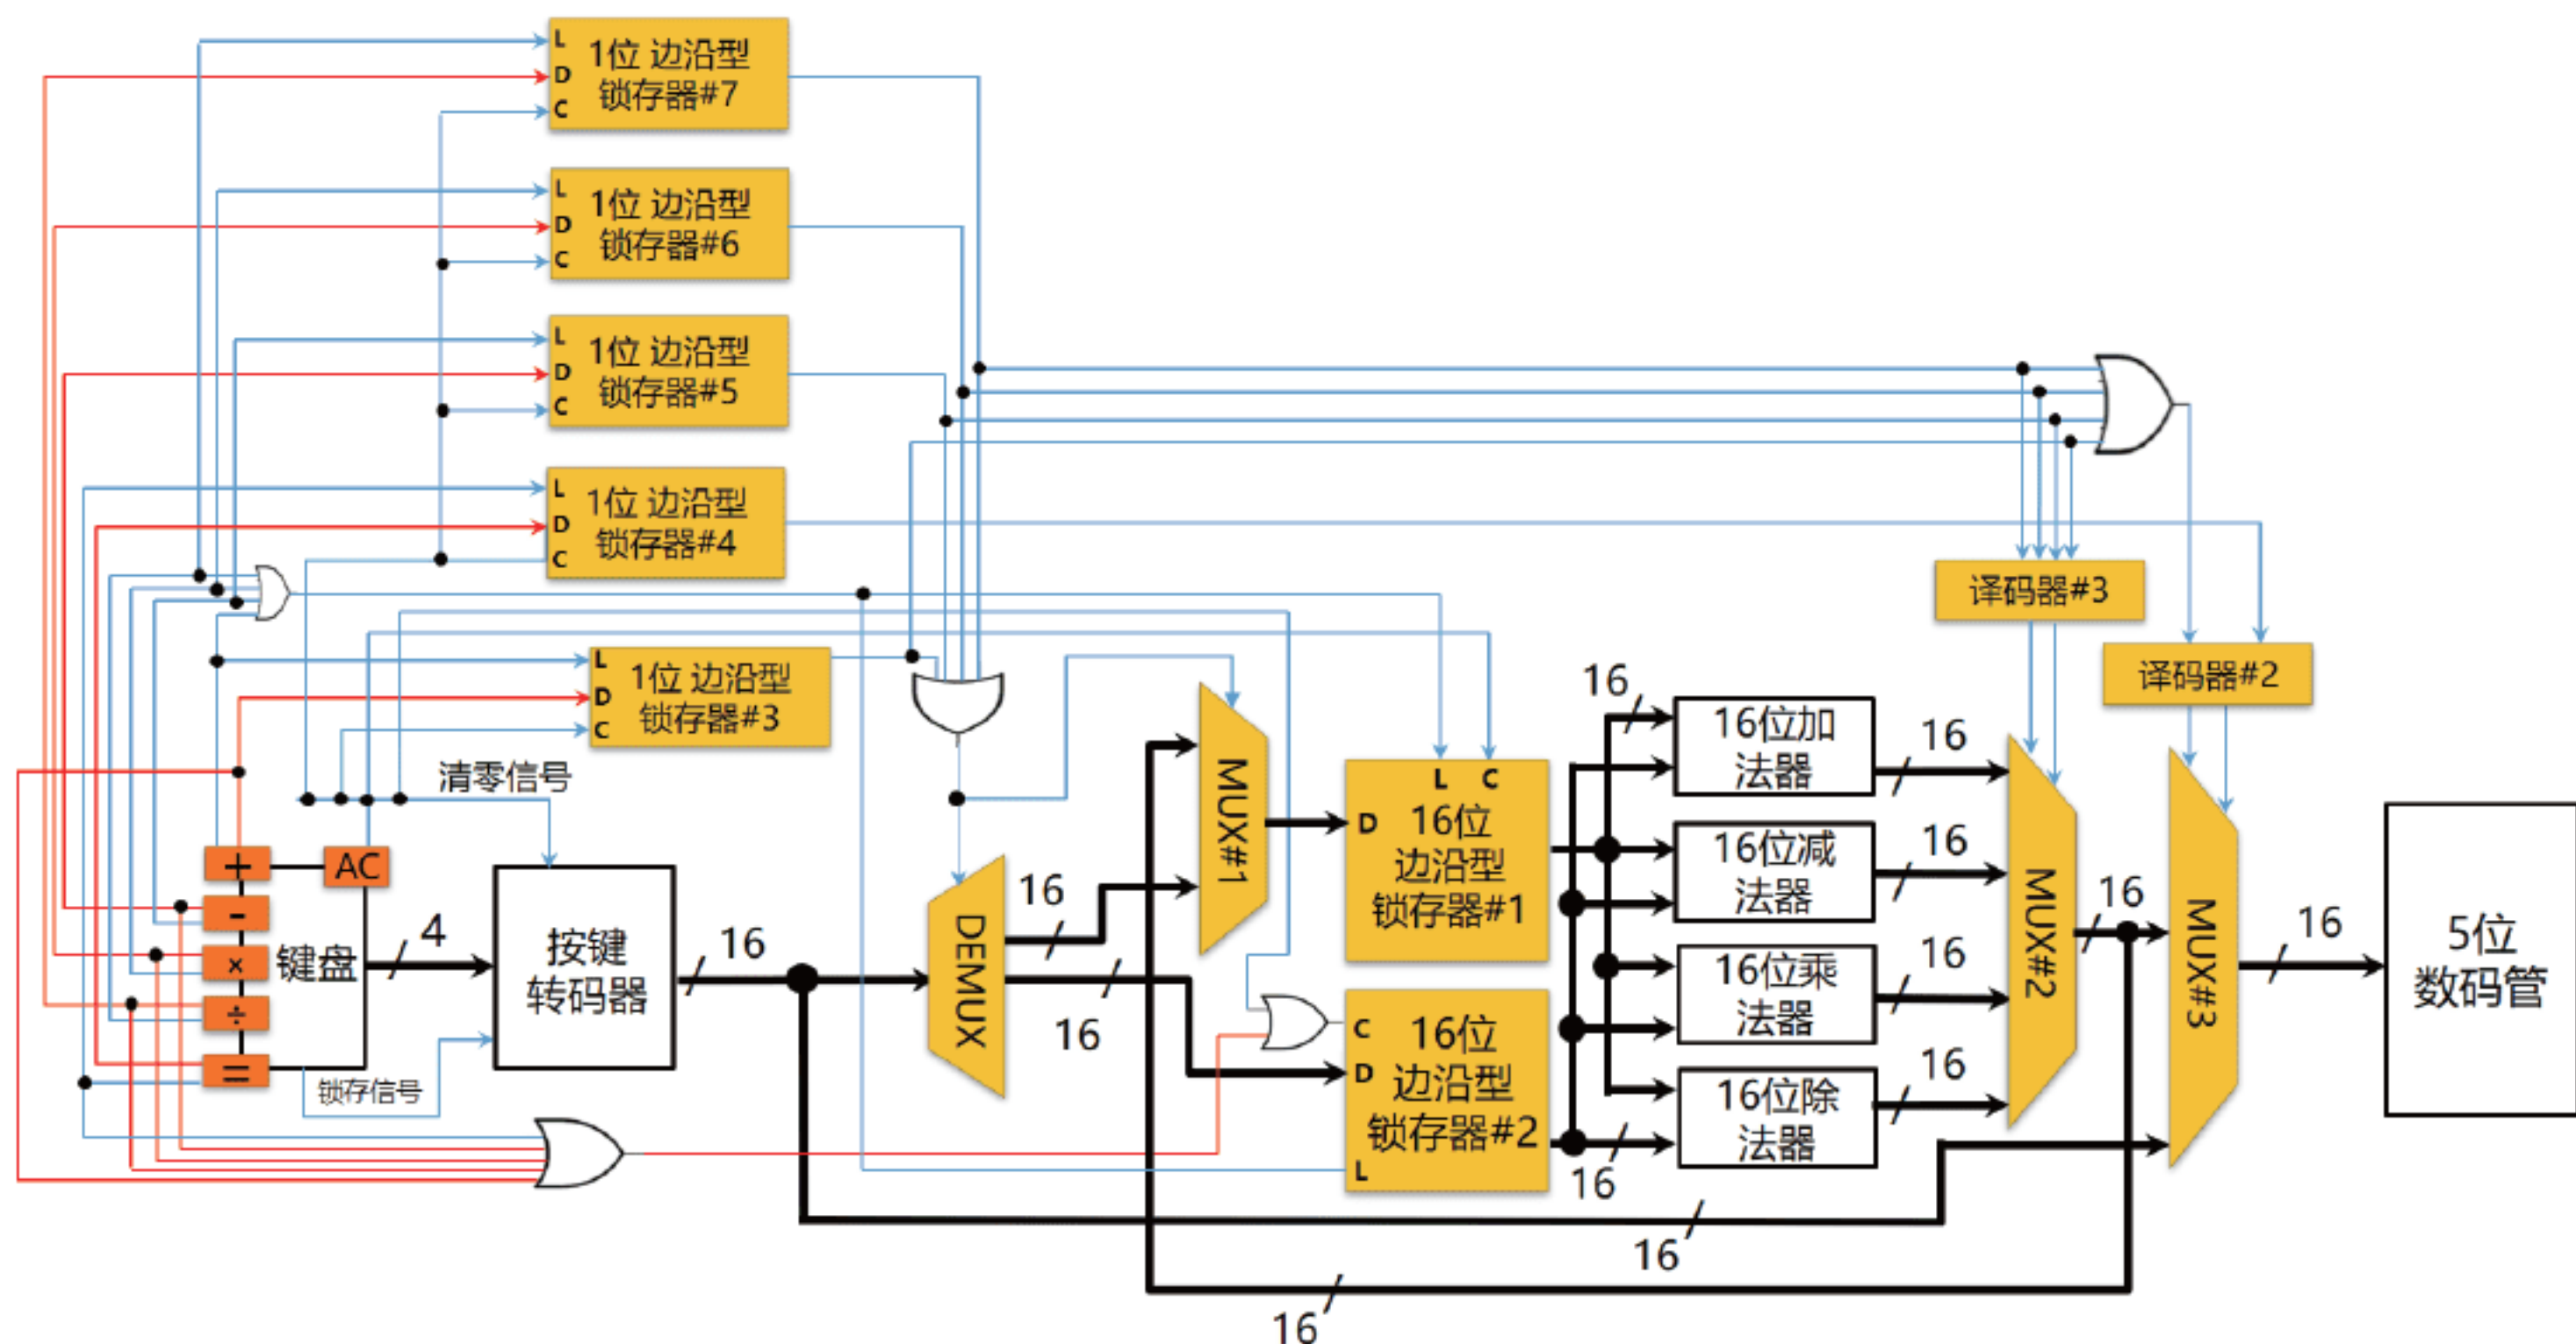 L
1位 边沿型
D
锁存器#7
C
L
1位 边沿型
D
锁存器#6
C
L
1位 边沿型
D
锁存器#5
C
L
1位 边沿型
D
锁存器#4
C
译码器#3
L
1位 边沿型
D
锁存器#3
C
译码器#2
清零信号
+
AC
-
×
÷
=
键盘
4
锁存信号
按键
转码器
16
DEMUX
16
16
MUX#1
L C
D
16位
边沿型
锁存器#1
C
16位
D
边沿型
锁存器#2
L
16
16
16位加
法器
16
16位减
法器
16
16位乘
法器
16
16位除
法器
16
MUX#2
16
MUX#3
16
5位
数码管
16
16